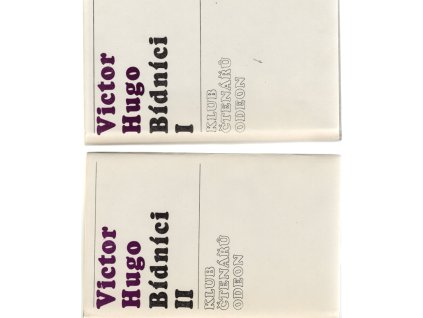 Victor
Hugo
Bídníci
I
KLUB
ČTENÁŘŮ
ODEON
Victor
Hugo
Bídníci
II
KLUB
ČTENÁŘŮ
ODEON